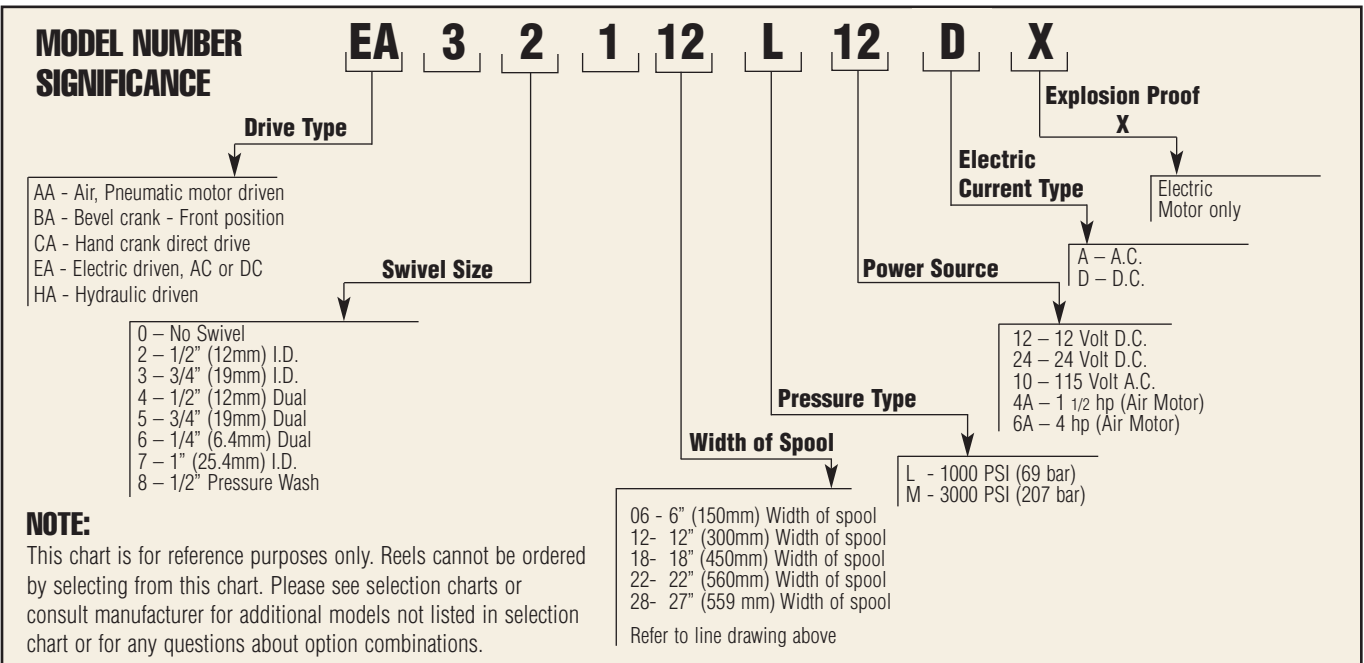 MODEL NUMBER
SIGNIFICANCE
EA 3 2 1 12 L 12 D X
Drive Type
AA - Air, Pneumatic motor driven
BA - Bevel crank - Front position
CA - Hand crank direct drive
EA - Electric driven, AC or DC
HA - Hydraulic driven
Swivel Size
0 – No Swivel
2 – 1/2” (12mm) I.D.
3 – 3/4” (19mm) I.D.
4 – 1/2” (12mm) Dual
5 – 3/4” (19mm) Dual
6 – 1/4” (6.4mm) Dual
7 – 1” (25.4mm) I.D.
8 – 1/2” Pressure Wash
Width of Spool
06 - 6” (150mm) Width of spool
12- 12” (300mm) Width of spool
18- 18” (450mm) Width of spool
22- 22” (560mm) Width of spool
28- 27” (559 mm) Width of spool
Refer to line drawing above
Pressure Type
L - 1000 PSI (69 bar)
M - 3000 PSI (207 bar)
Power Source
12 – 12 Volt D.C.
24 – 24 Volt D.C.
10 – 115 Volt A.C.
4A – 1 1/2 hp (Air Motor)
6A – 4 hp (Air Motor)
Electric
Current Type
A – A.C.
D – D.C.
Explosion Proof
X
Electric
Motor only
NOTE:
This chart is for reference purposes only. Reels cannot be ordered
by selecting from this chart. Please see selection charts or
consult manufacturer for additional models not listed in selection
chart or for any questions about option combinations.